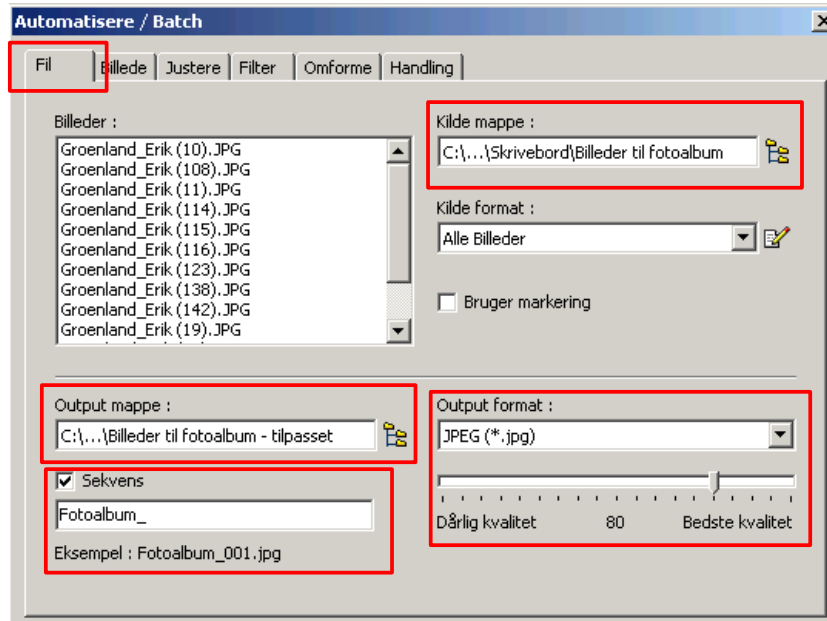 Automatisere / Batch
Fil Billede Justere Filter Omforme Handling
Billeder :
Groenland_Erik (10).JPG
Groenland_Erik (108).JPG
Groenland_Erik (11).JPG
Groenland_Erik (114).JPG
Groenland_Erik (115).JPG
Groenland_Erik (116).JPG
Groenland_Erik (123).JPG
Groenland_Erik (138).JPG
Groenland_Erik (142).JPG
Groenland_Erik (19).JPG
Kilde mappe :
C:\...\Skrivebord\Billeder til fotoalbum
Kilde format :
Alle Billeder
Bruger markering
Output mappe :
C:\...\Billeder til fotoalbum - tilpasset
Sekvens
Fotoalbum_
Eksempel : Fotoalbum_001.jpg
Output format :
JPEG (*.jpg)
Dårlig kvalitet 80 Bedste kvalitet